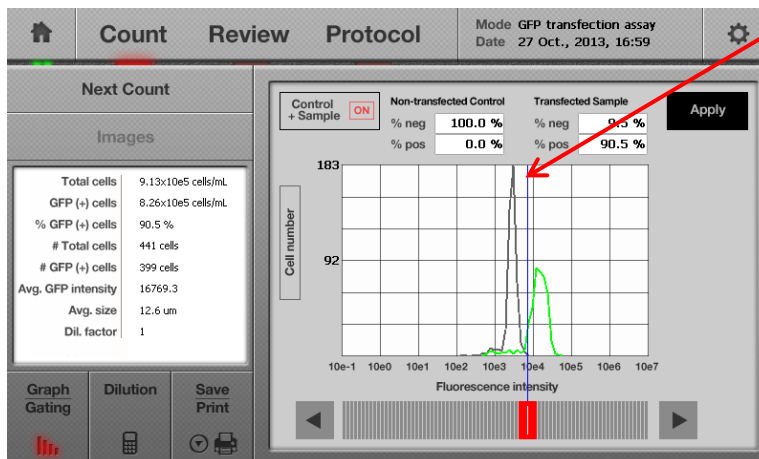 Count Review Protocol
Mode GFP transfection assay
Date 27 Oct., 2013, 16:59
Next Count
Images
Total cells 9.13x10e5 cells/mL
GFP (+) cells 8.26x10e5 cells/mL
% GFP (+) cells 90.5 %
# Total cells 441 cells
# GFP (+) cells 399 cells
Avg. GFP intensity 16769.3
Avg. size 12.6 um
Dil. factor 1
Graph
Gating
Dilution
Save
Print
Control
+ Sample
ON
Non-transfected Control
% neg 100.0 %
% pos 0.0 %
Transfected Sample
% neg 9.5 %
% pos 90.5 %
Apply
183
92
Cell number
10e-1 10e0 10e1 10e2 10e3 10e4 10e5 10e6 10e7
Fluorescence intensity